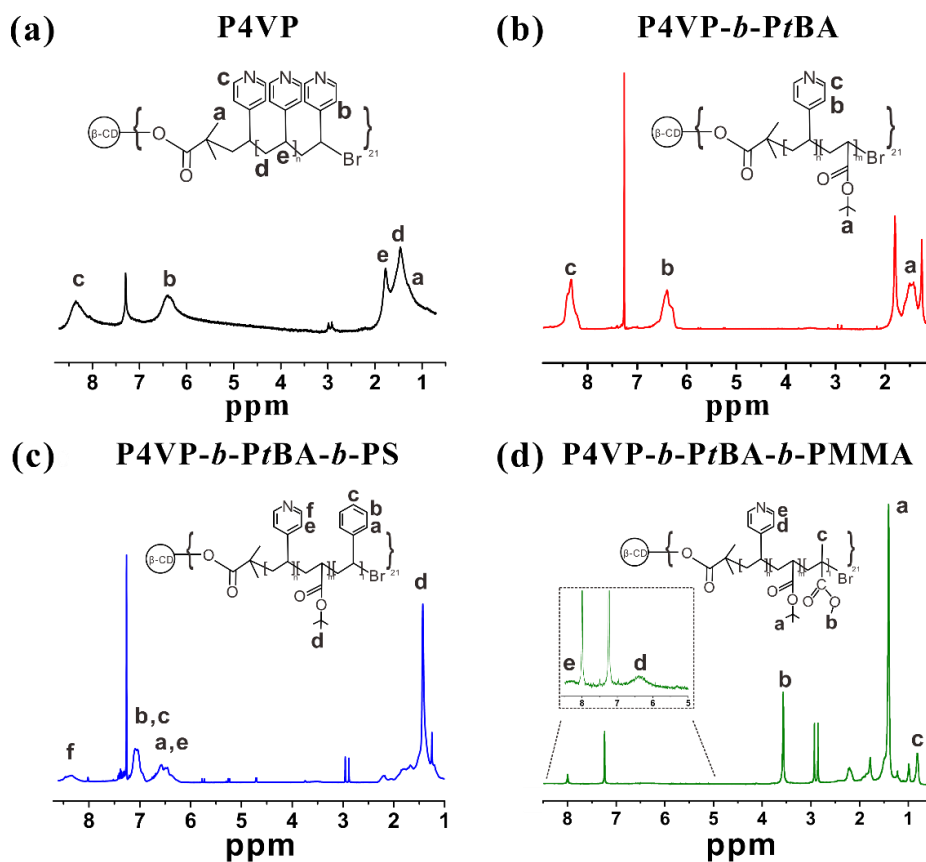 (a) P4VP
c N N N
a b
β-CD { O } 21
O [ ]n Br
d e
d
e
c b a
8 7 6 5 4 3 2 1
ppm
(b) P4VP-b-PtBA
N c
b
β-CD { O } 21
O [ ]n [ ]m Br
O O
a
c b a
8 7 6 5 4 3 2
ppm
(c) P4VP-b-PtBA-b-PS
c
N f b
e a
β-CD { O } 21
O [ ]n [ ]m [ ]l Br
O O
d
d
b,c
a,e
f
8 7 6 5 4 3 2 1
ppm
(d) P4VP-b-PtBA-b-PMMA
N e
d c
a
β-CD { O } 21
O [ ]n [ ]m [ ] Br
O O O C O
a b
e d
8 7 6 5
b
c
8 7 6 5 4 3 2 1
ppm